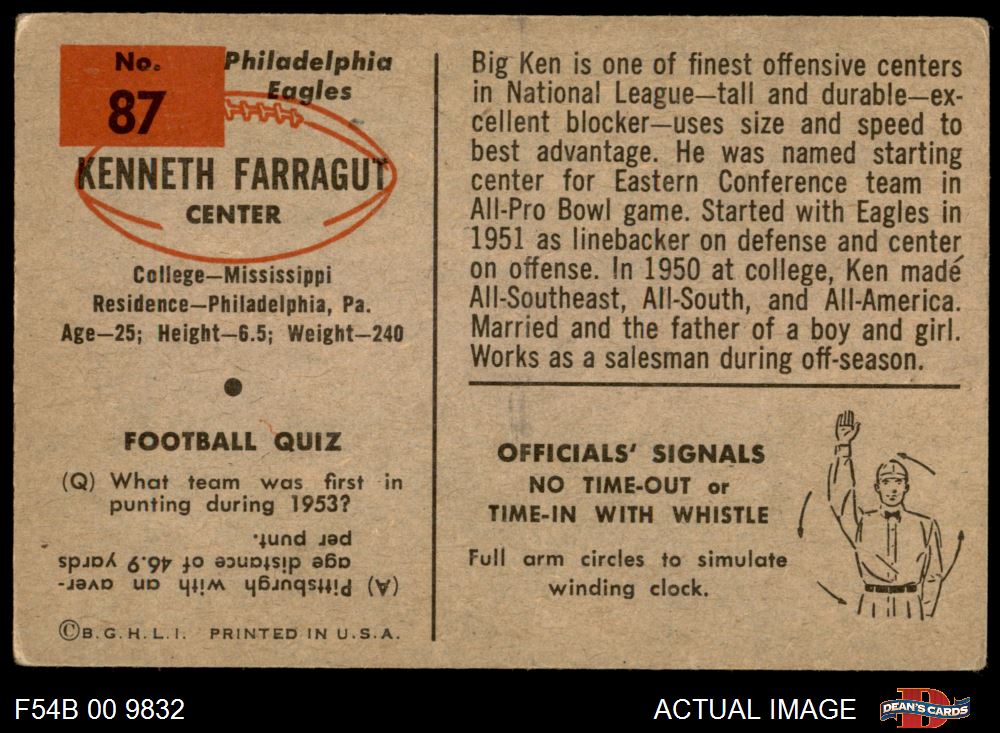 No.
87
Philadelphia
Eagles
KENNETH FARRAGUT
CENTER
College—Mississippi
Residence—Philadelphia, Pa.
Age—25; Height—6.5; Weight—240
FOOTBALL QUIZ
(Q) What team was first in
punting during 1953?
(A) Pittsburgh with an aver-
age distance of 46.9 yards
per punt.
©B.G.H.L.I. PRINTED IN U.S.A.
Big Ken is one of finest offensive centers
in National League—tall and durable—ex-
cellent blocker—uses size and speed to
best advantage. He was named starting
center for Eastern Conference team in
All-Pro Bowl game. Started with Eagles in
1951 as linebacker on defense and center
on offense. In 1950 at college, Ken made
All-Southeast, All-South, and All-America.
Married and the father of a boy and girl.
Works as a salesman during off-season.
OFFICIALS' SIGNALS
NO TIME-OUT or
TIME-IN WITH WHISTLE
Full arm circles to simulate
winding clock.
F54B 00 9832
ACTUAL IMAGE
D
DEAN'S CARDS